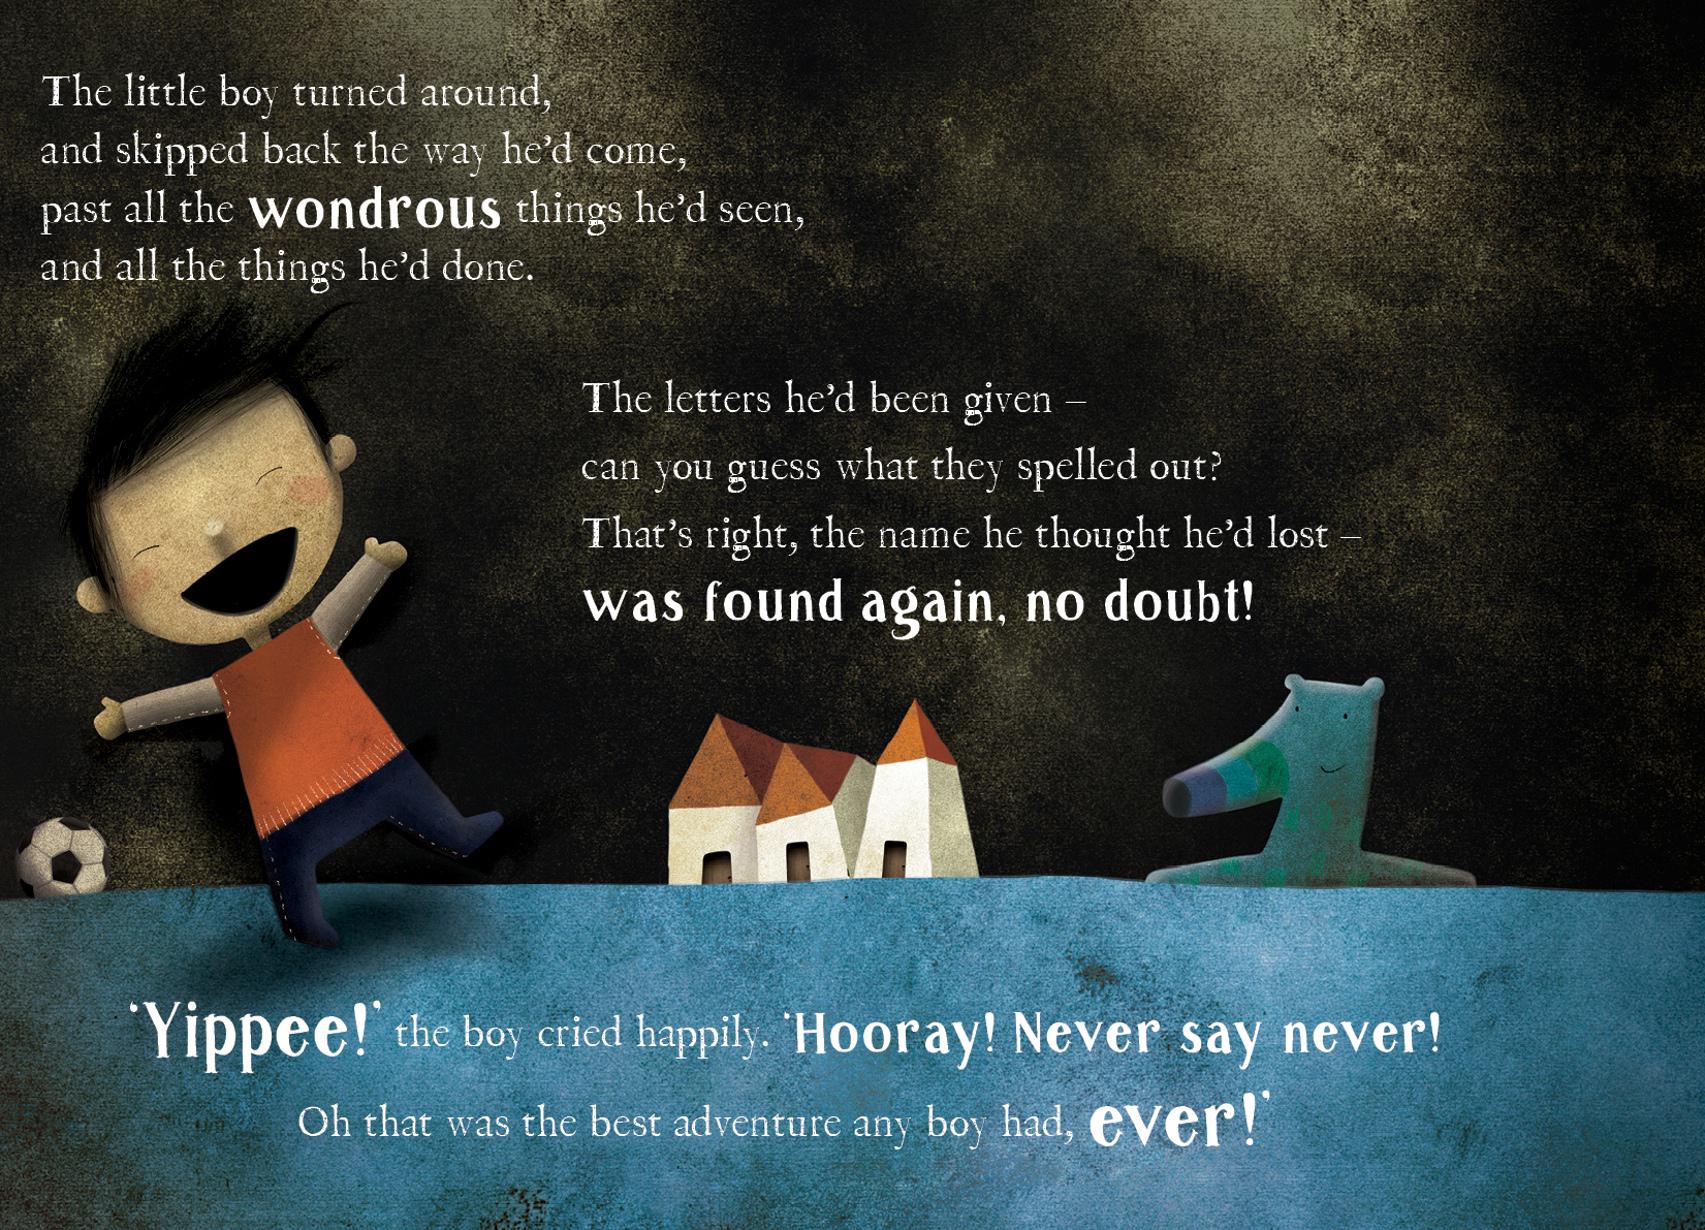 The little boy turned around,
and skipped back the way he’d come,
past all the wondrous things he’d seen,
and all the things he’d done.
The letters he’d been given –
can you guess what they spelled out?
That’s right, the name he thought he’d lost –
was found again, no doubt!
‘Yippee!’ the boy cried happily. ‘Hooray! Never say never!
Oh that was the best adventure any boy had, ever!’